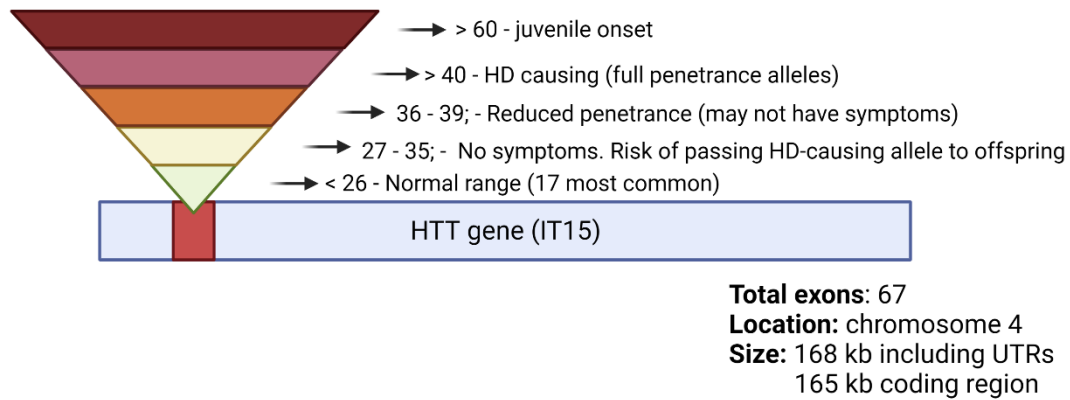 > 60 - juvenile onset
> 40 - HD causing (full penetrance alleles)
36 - 39; - Reduced penetrance (may not have symptoms)
27 - 35; -  No symptoms. Risk of passing HD-causing allele to offspring
< 26 - Normal range (17 most common)
HTT gene (IT15)
Total exons: 67
Location: chromosome 4
Size: 168 kb including UTRs
165 kb coding region